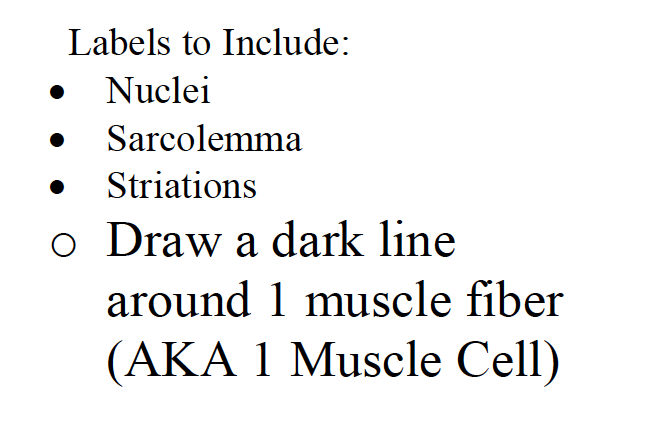 Labels to Include:
• Nuclei
• Sarcolemma
• Striations
o Draw a dark line
around 1 muscle fiber
(AKA 1 Muscle Cell)